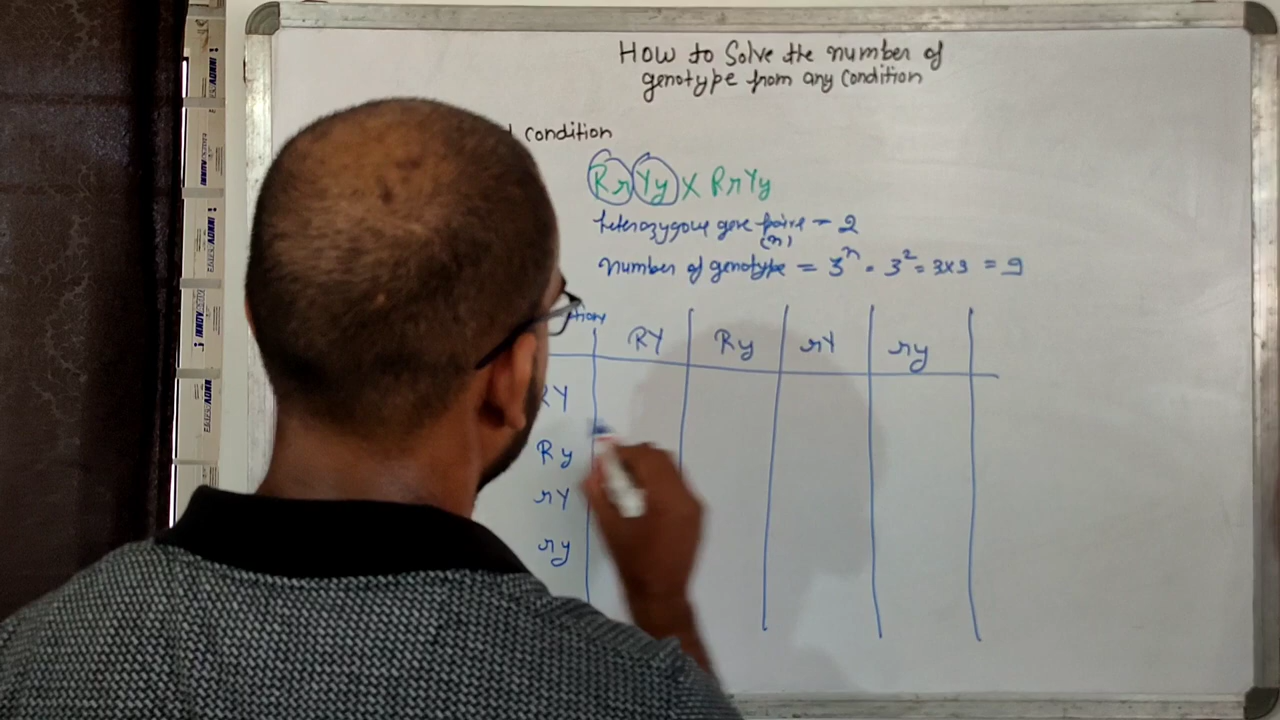 How to Solve the number of
genotype from any condition
condition
RrYy X RrYy
heterozygous gene pairs = 2
(n)
Number of genotype = 3^n = 3^2 = 3x3 = 9
RY Ry rY ry
RY
Ry
rY
ry